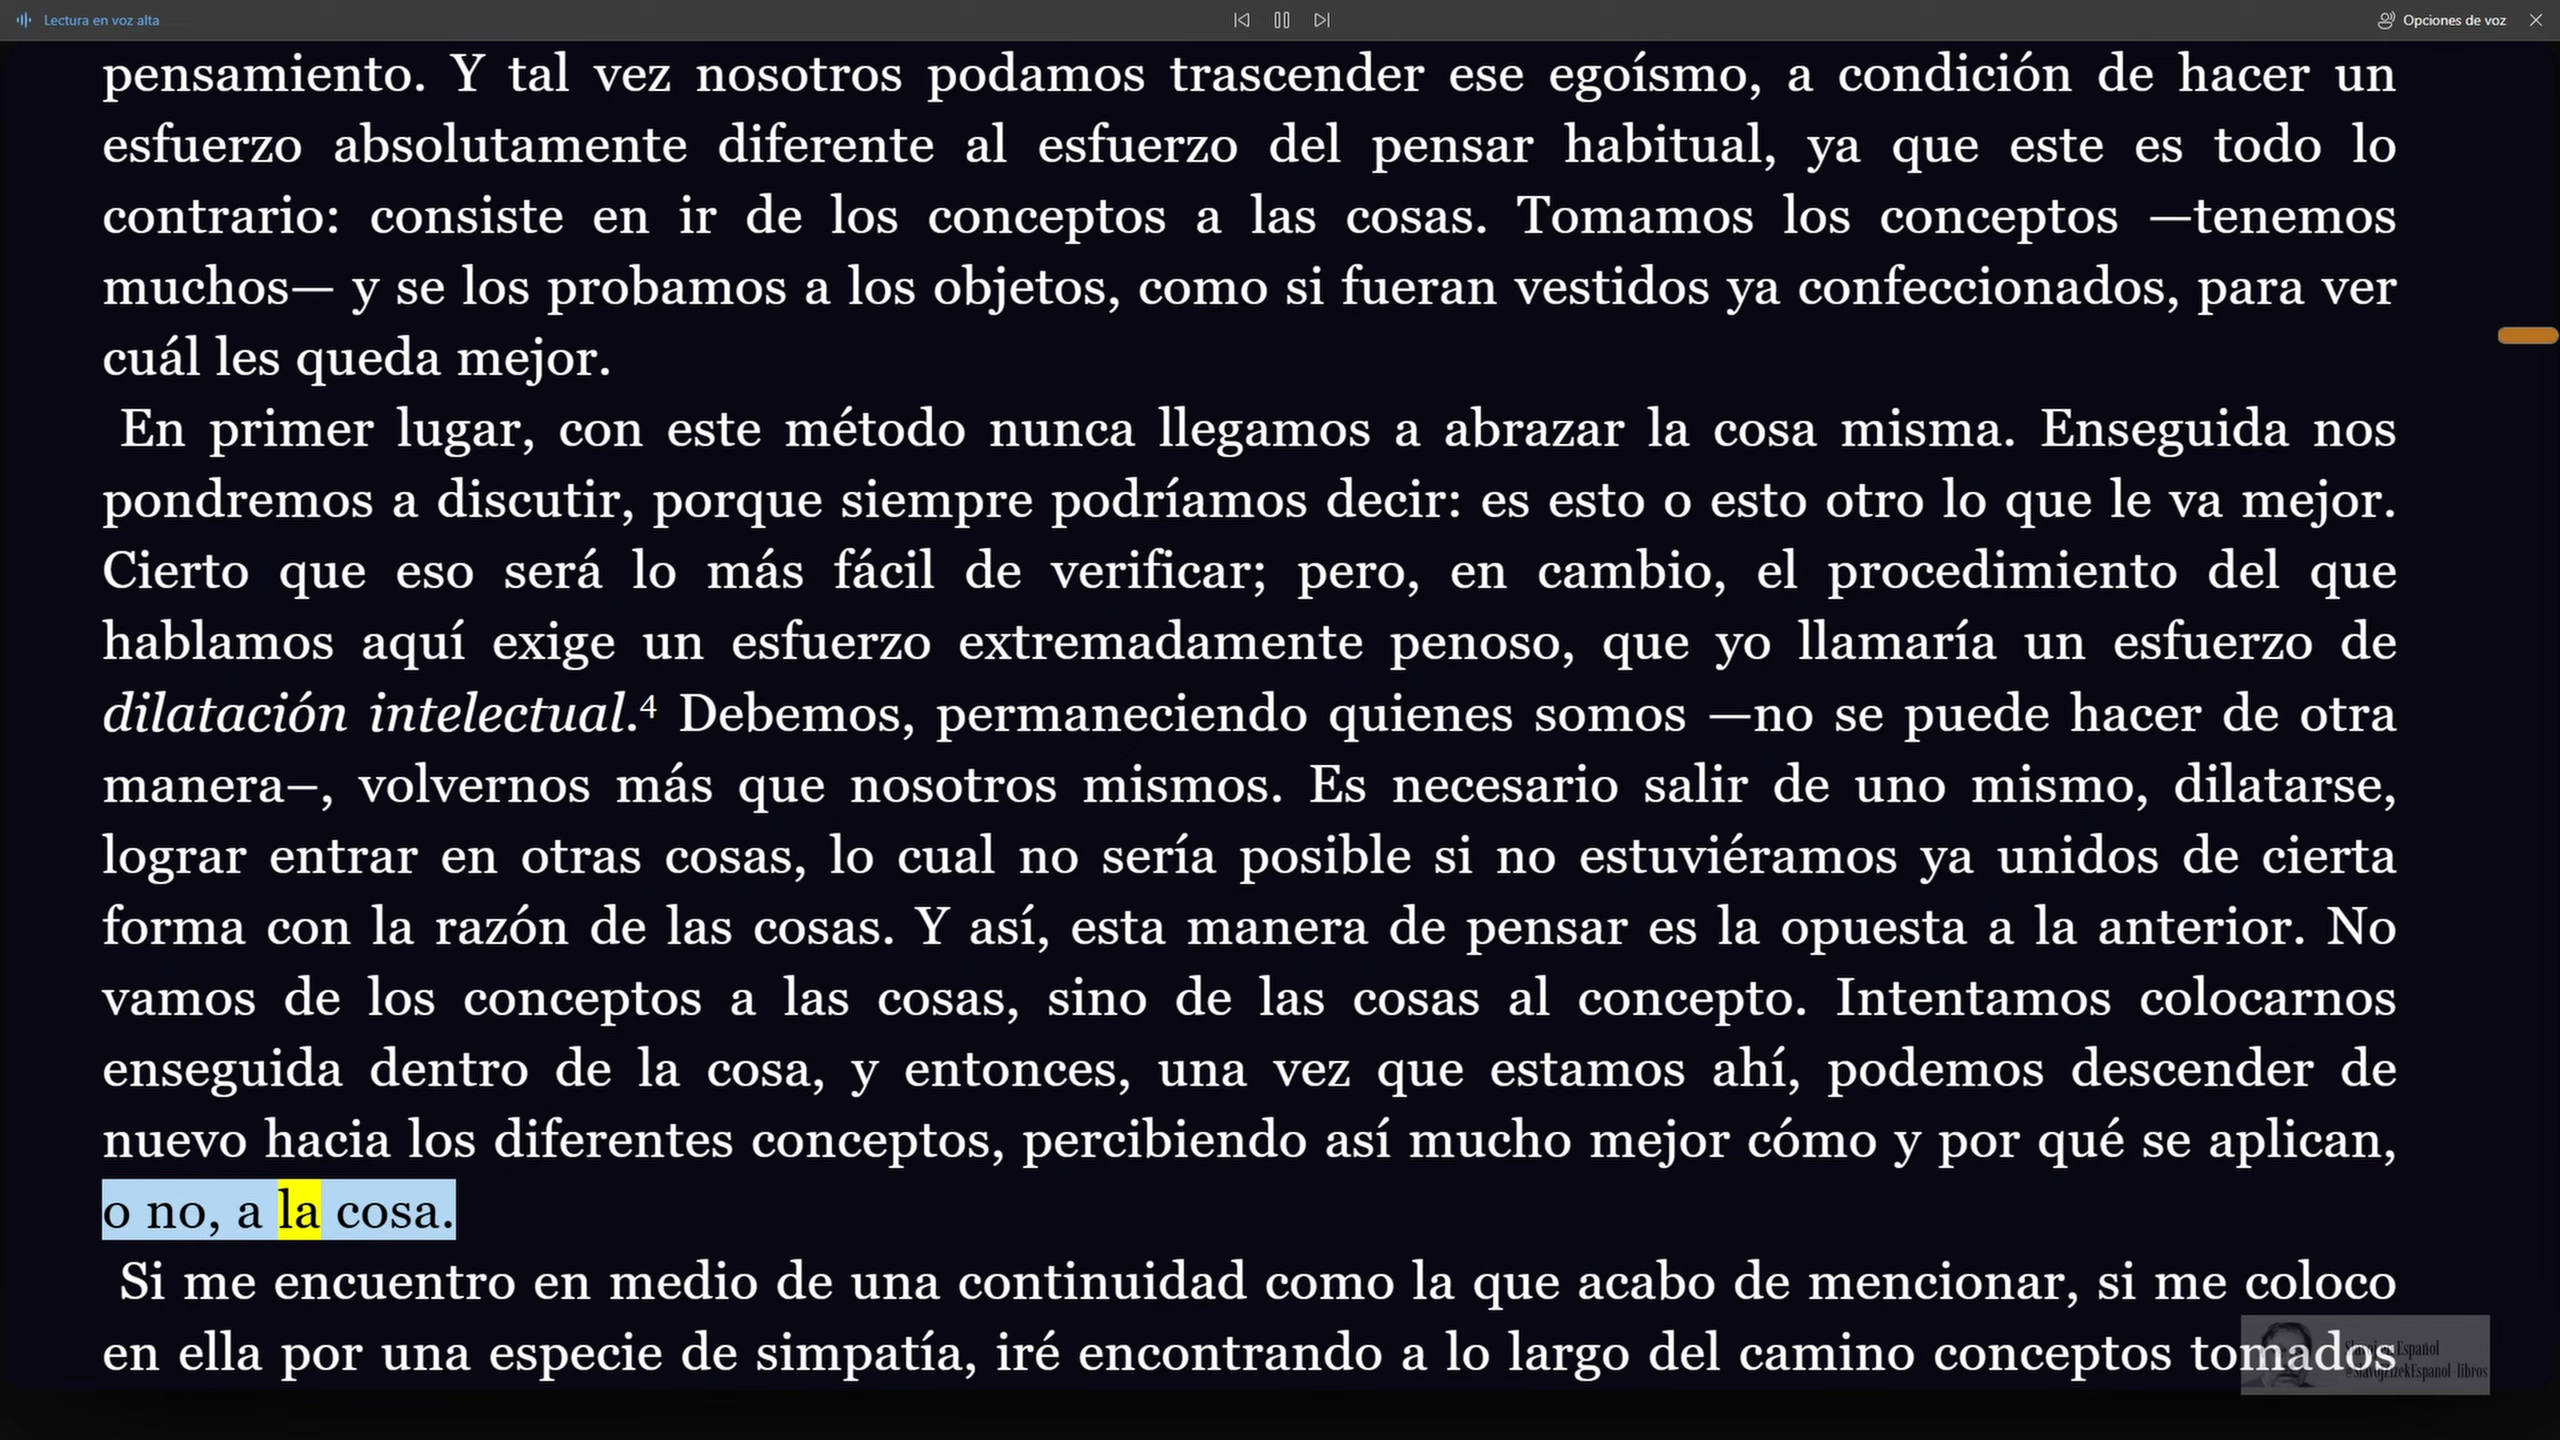 Lectura en voz alta
Opciones de voz
pensamiento. Y tal vez nosotros podamos trascender ese egoísmo, a condición de hacer un
esfuerzo absolutamente diferente al esfuerzo del pensar habitual, ya que este es todo lo
contrario: consiste en ir de los conceptos a las cosas. Tomamos los conceptos —tenemos
muchos— y se los probamos a los objetos, como si fueran vestidos ya confeccionados, para ver
cuál les queda mejor.
En primer lugar, con este método nunca llegamos a abrazar la cosa misma. Enseguida nos
pondremos a discutir, porque siempre podríamos decir: es esto o esto otro lo que le va mejor.
Cierto que eso será lo más fácil de verificar; pero, en cambio, el procedimiento del que
hablamos aquí exige un esfuerzo extremadamente penoso, que yo llamaría un esfuerzo de
dilatación intelectual.⁴ Debemos, permaneciendo quienes somos —no se puede hacer de otra
manera–, volvernos más que nosotros mismos. Es necesario salir de uno mismo, dilatarse,
lograr entrar en otras cosas, lo cual no sería posible si no estuviéramos ya unidos de cierta
forma con la razón de las cosas. Y así, esta manera de pensar es la opuesta a la anterior. No
vamos de los conceptos a las cosas, sino de las cosas al concepto. Intentamos colocarnos
enseguida dentro de la cosa, y entonces, una vez que estamos ahí, podemos descender de
nuevo hacia los diferentes conceptos, percibiendo así mucho mejor cómo y por qué se aplican,
o no, a la cosa.
Si me encuentro en medio de una continuidad como la que acabo de mencionar, si me coloco
en ella por una especie de simpatía, iré encontrando a lo largo del camino conceptos tomados
Español